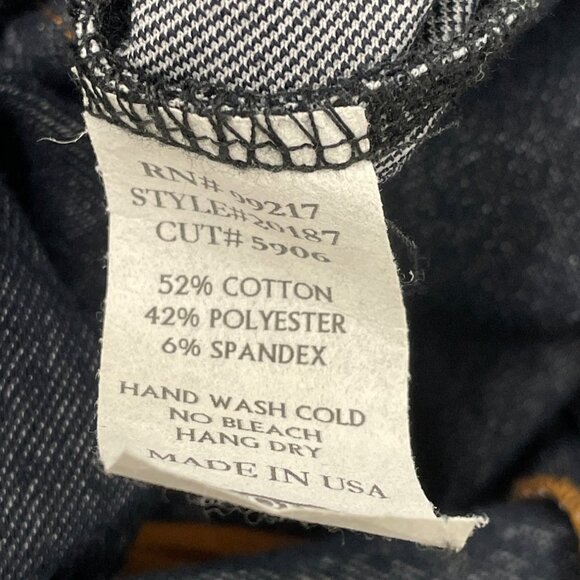 RN# 99217
STYLE#20187
CUT# 5906
52% COTTON
42% POLYESTER
6% SPANDEX
HAND WASH COLD
NO BLEACH
HANG DRY
MADE IN USA